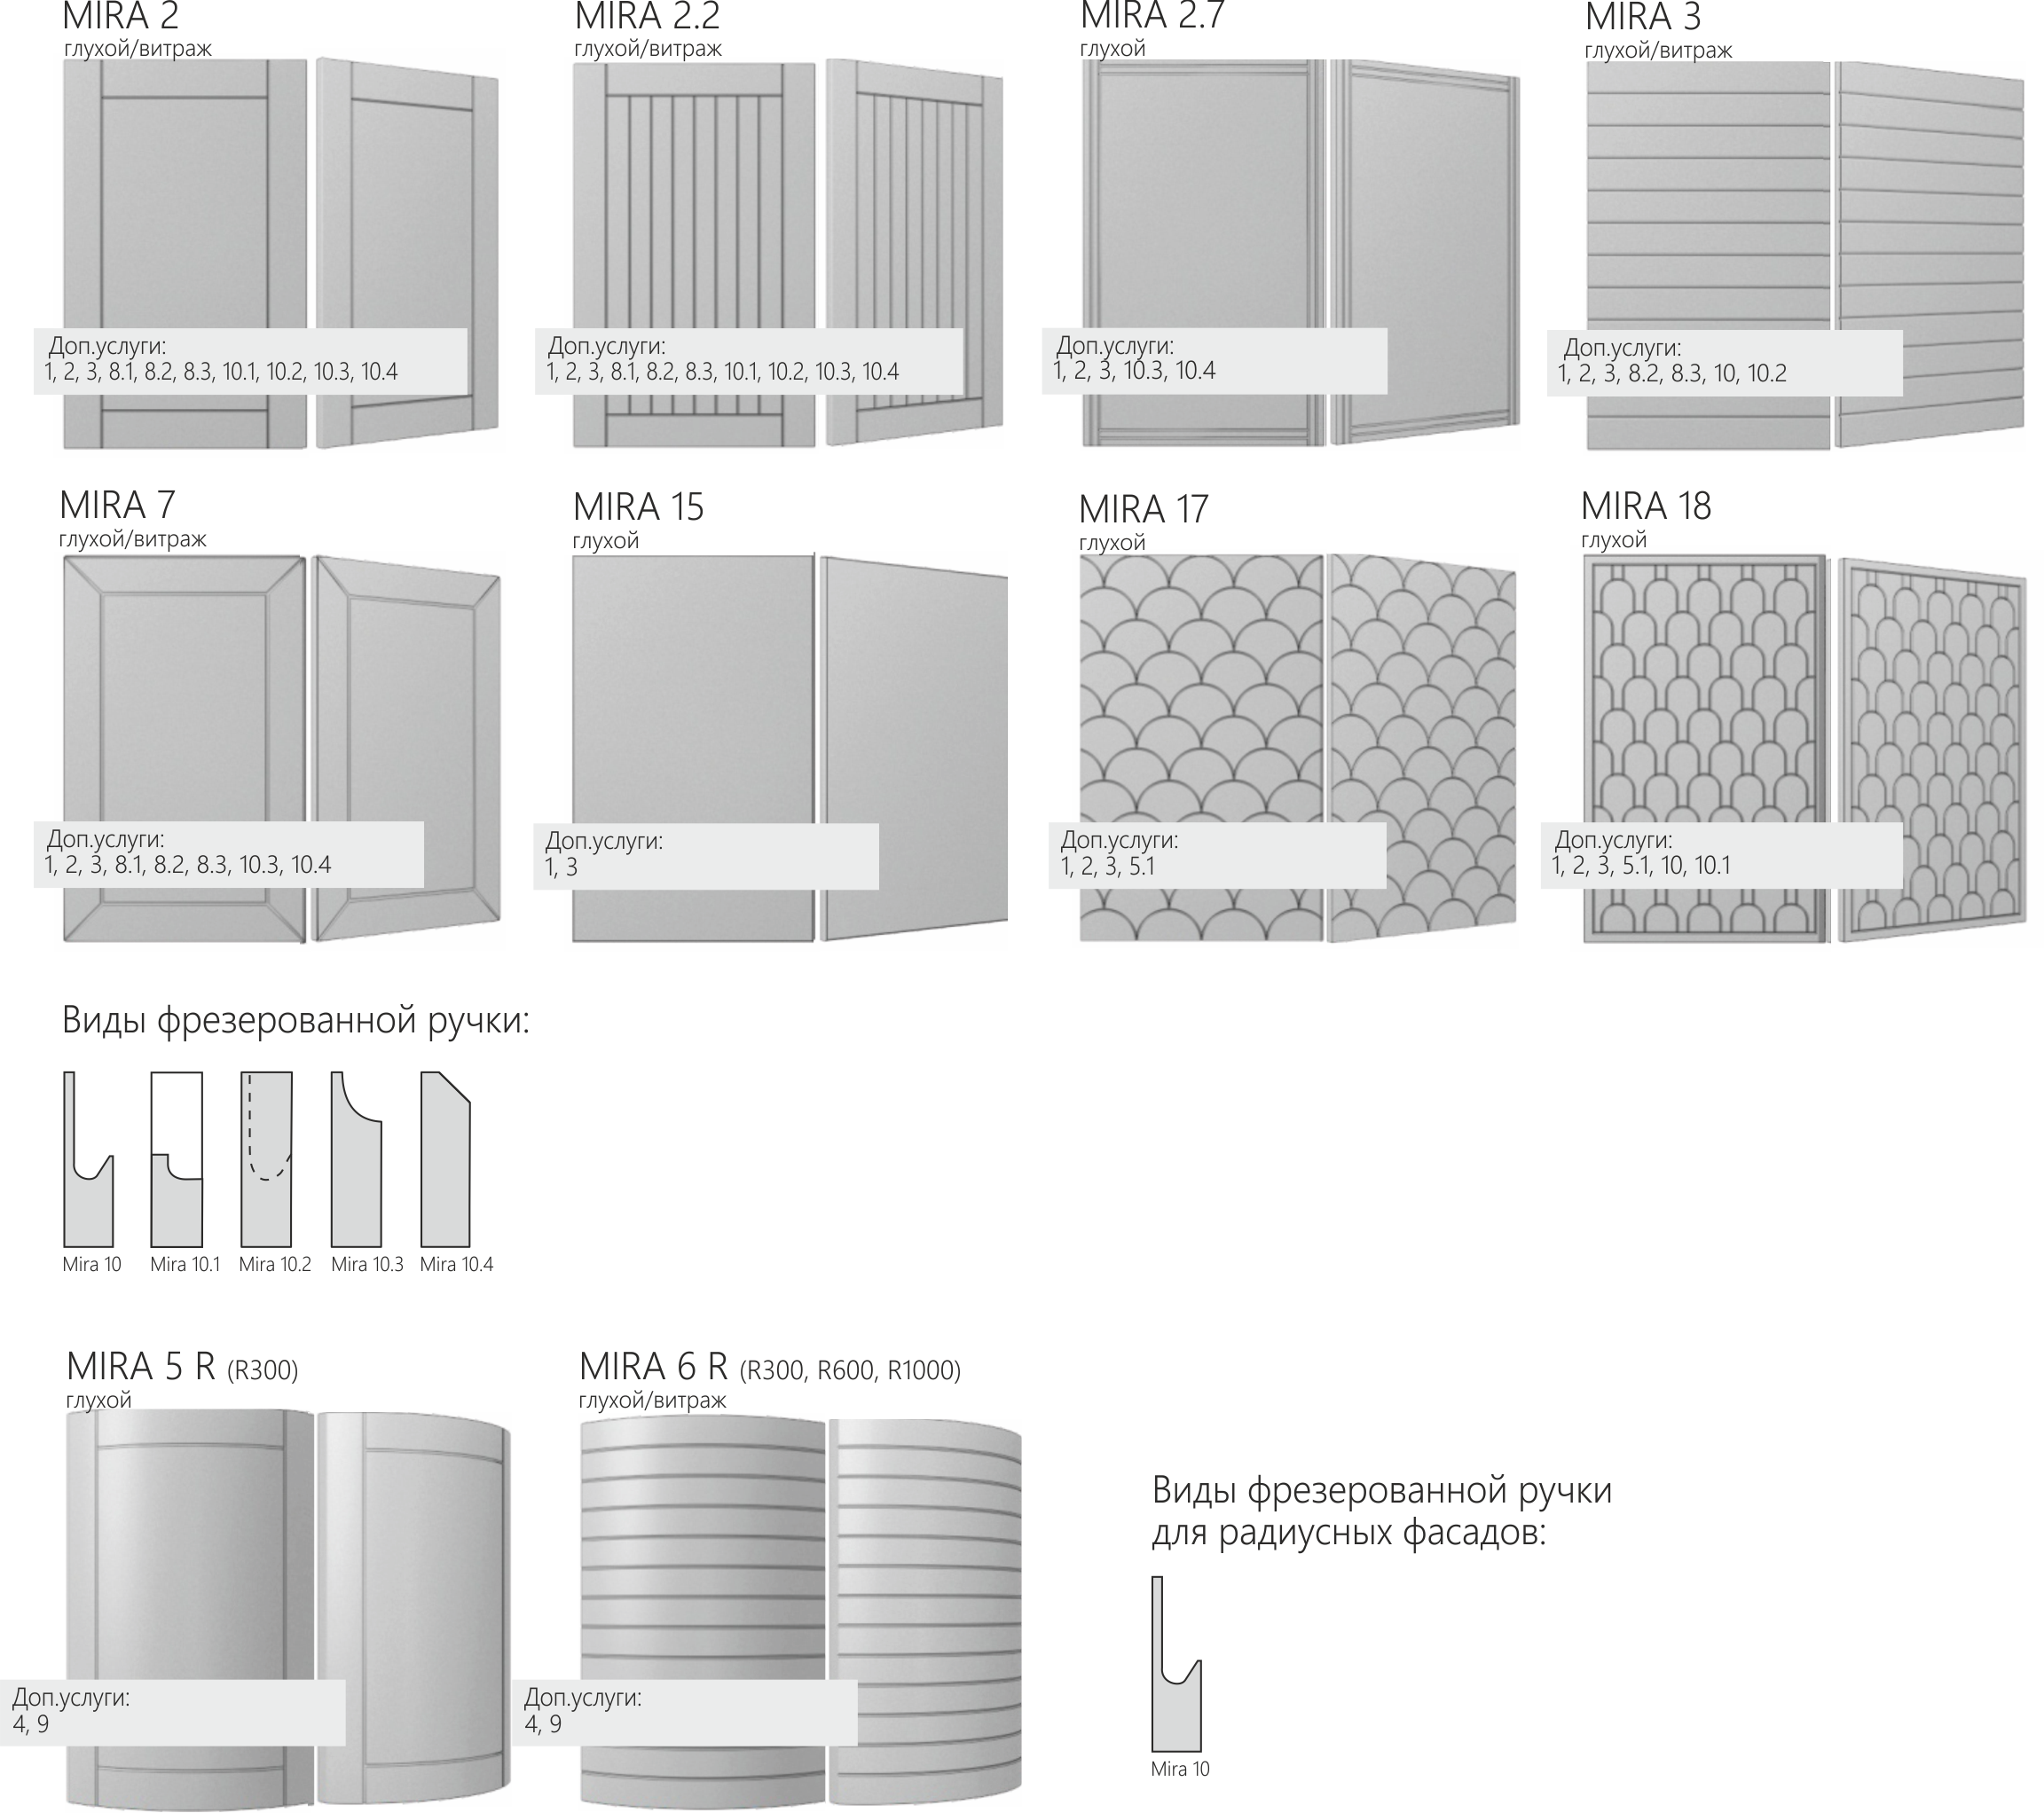 MIRA 2
глухой/витраж
Доп.услуги:
1, 2, 3, 8.1, 8.2, 8.3, 10.1, 10.2, 10.3, 10.4
MIRA 2.2
глухой/витраж
Доп.услуги:
1, 2, 3, 8.1, 8.2, 8.3, 10.1, 10.2, 10.3, 10.4
MIRA 2.7
глухой
Доп.услуги:
1, 2, 3, 10.3, 10.4
MIRA 3
глухой/витраж
Доп.услуги:
1, 2, 3, 8.2, 8.3, 10, 10.2
MIRA 7
глухой/витраж
Доп.услуги:
1, 2, 3, 8.1, 8.2, 8.3, 10.3, 10.4
MIRA 15
глухой
Доп.услуги:
1, 3
MIRA 17
глухой
Доп.услуги:
1, 2, 3, 5.1
MIRA 18
глухой
Доп.услуги:
1, 2, 3, 5.1, 10, 10.1
Виды фрезерованной ручки:
Mira 10
Mira 10.1
Mira 10.2
Mira 10.3
Mira 10.4
MIRA 5 R (R300)
глухой
Доп.услуги:
4, 9
MIRA 6 R (R300, R600, R1000)
глухой/витраж
Доп.услуги:
4, 9
Виды фрезерованной ручки
для радиусных фасадов:
Mira 10